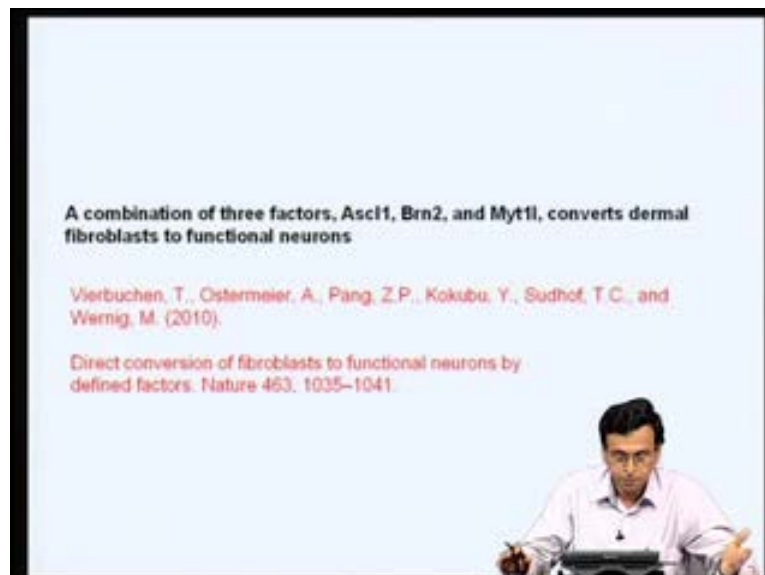 A combination of three factors, Ascl1, Brn2, and Myt1l, converts dermal
fibroblasts to functional neurons
Vierbuchen, T., Ostermeier, A., Pang, Z.P., Kokubu, Y., Sudhof, T.C., and
Wernig, M. (2010).
Direct conversion of fibroblasts to functional neurons by
defined factors. Nature 463, 1035–1041.